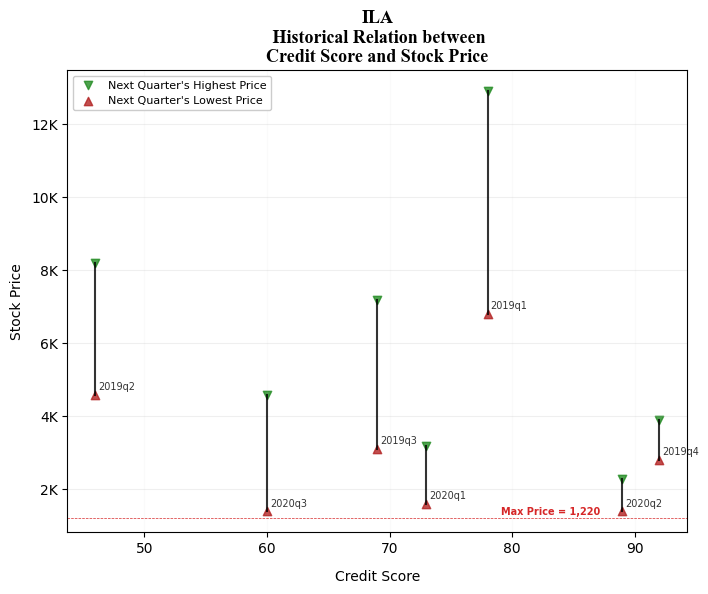 ILA
Historical Relation between
Credit Score and Stock Price
Next Quarter's Highest Price
Next Quarter's Lowest Price
12K
10K
8K
6K
4K
2K
Stock Price
2019q1
2019q2
2019q3
2019q4
2020q1
2020q3
2020q2
Max Price = 1,220
50
60
70
80
90
Credit Score